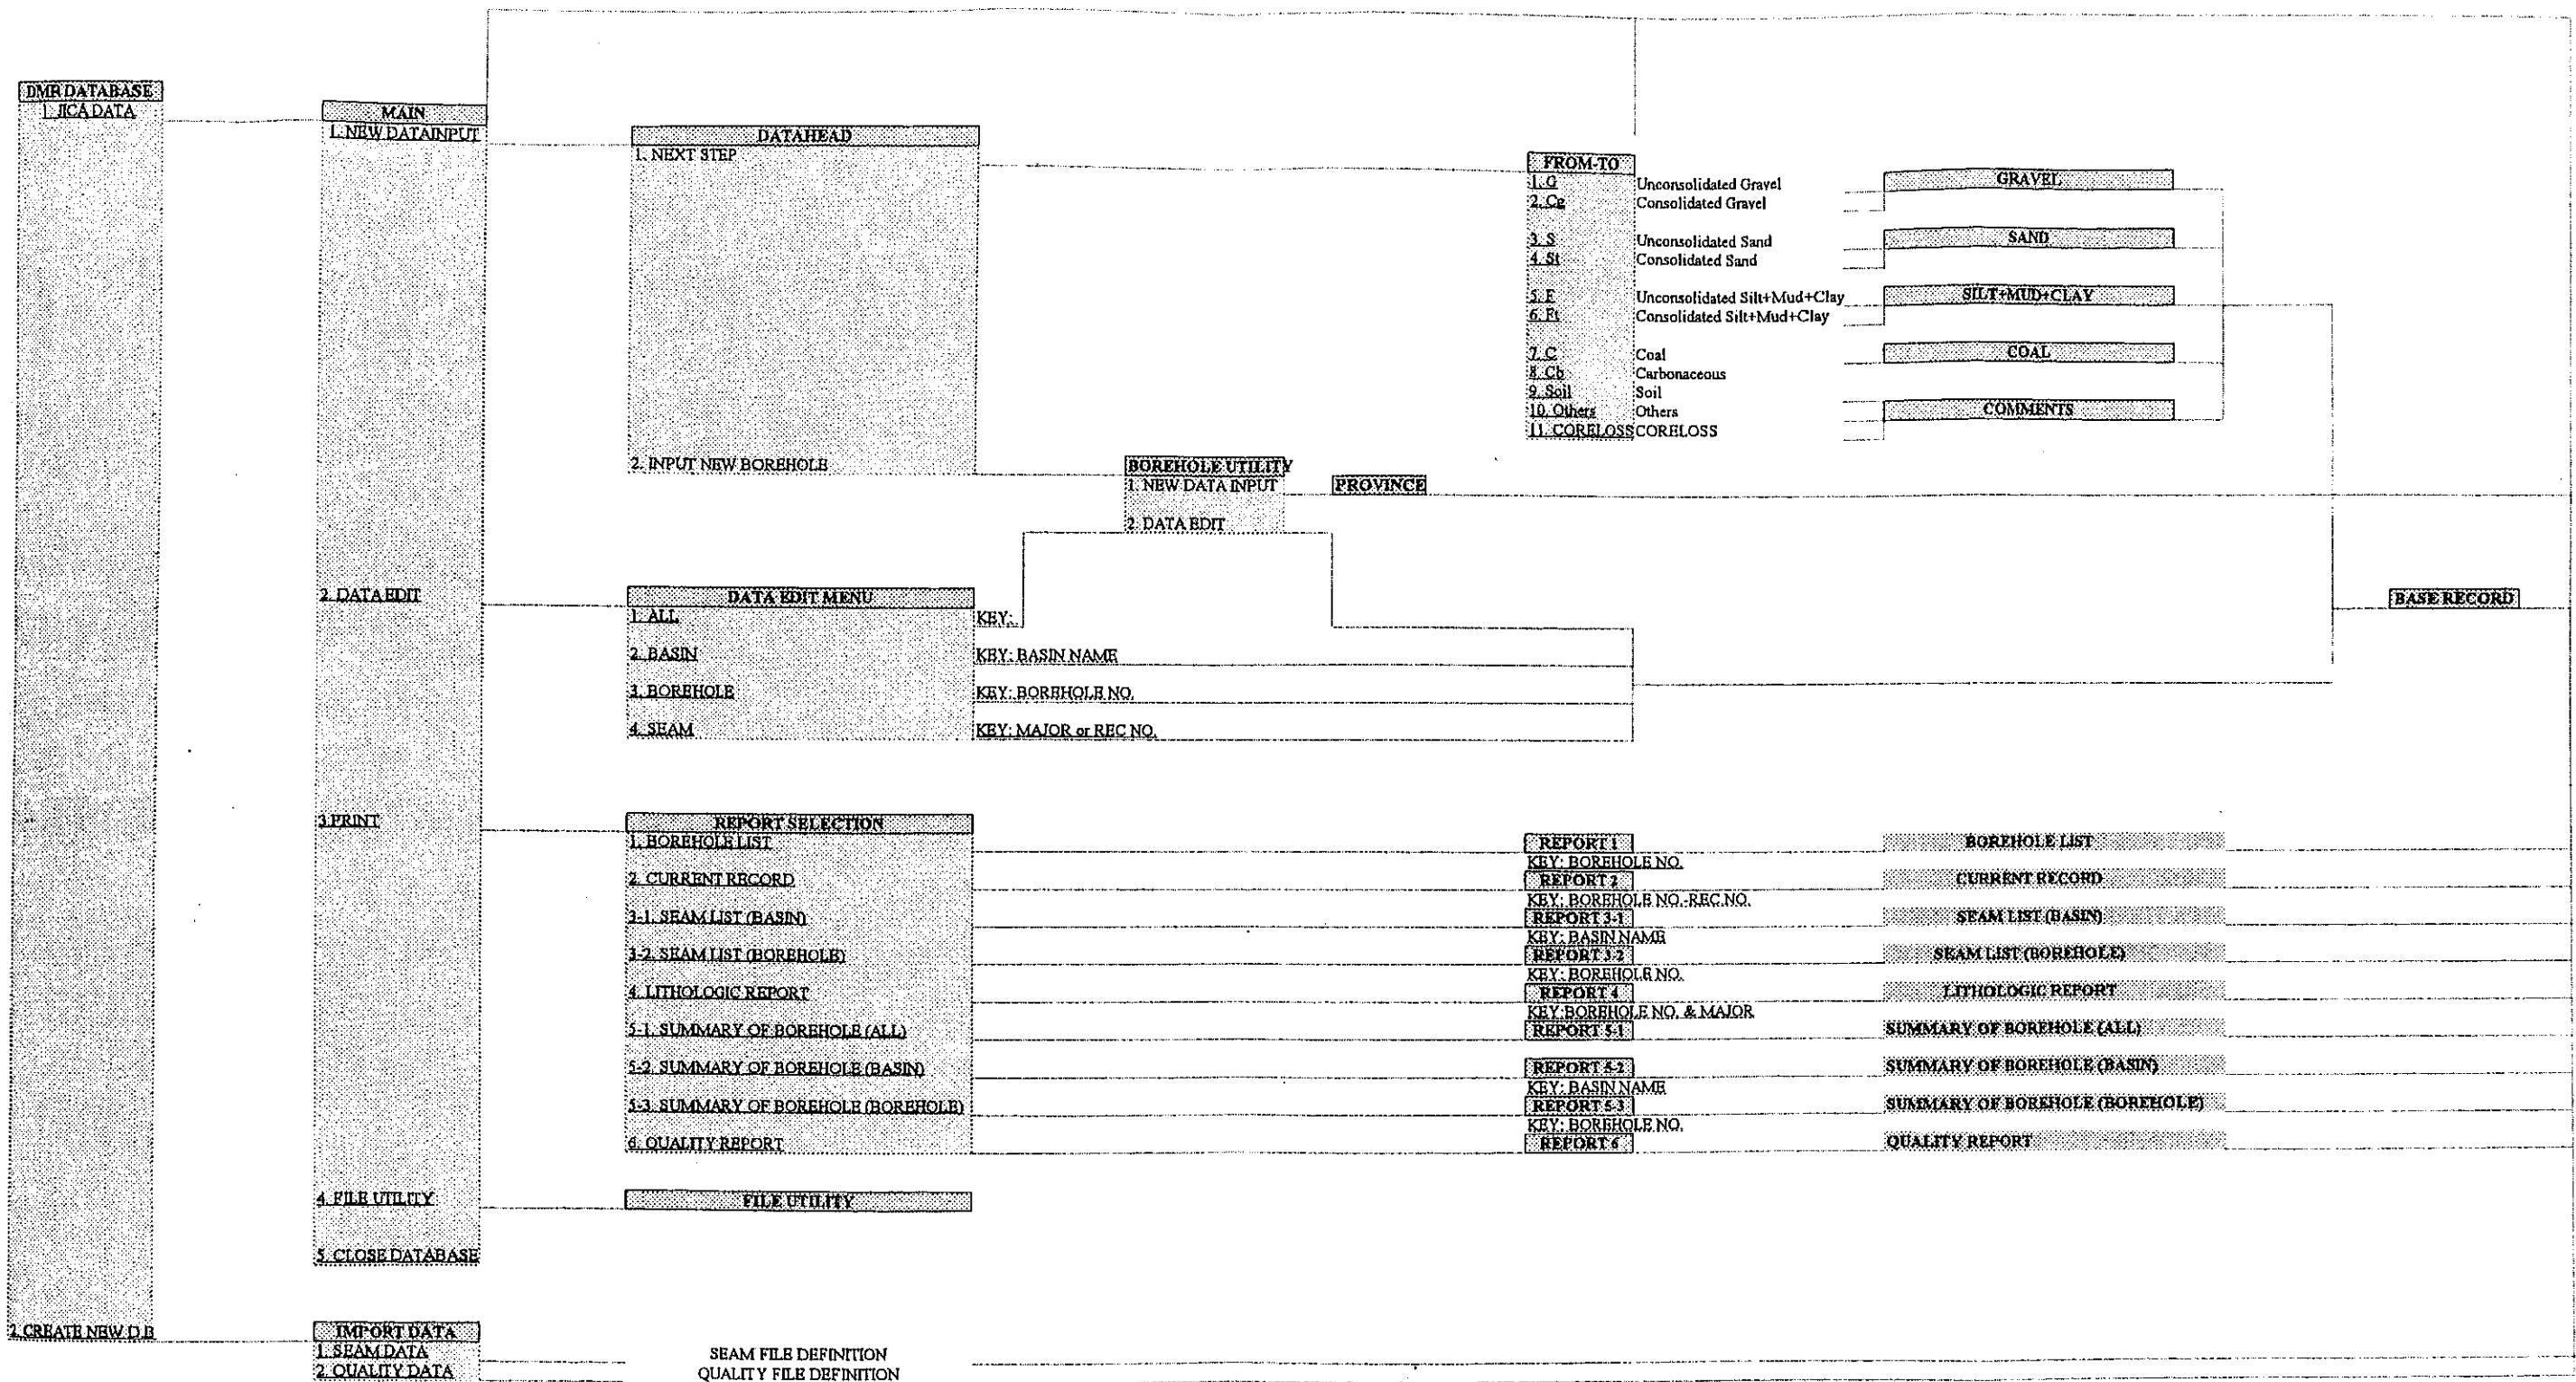 DMR DATABASE
1. JICA DATA
2. CREATE NEW D.B
MAIN
1. NEW DATAINPUT
2. DATA EDIT
3.PRINT
4. FILE UTILITY
5. CLOSE DATABASE
IMPORT DATA
1. SEAM DATA
2. QUALITY DATA
SEAM FILE DEFINITION
QUALITY FILE DEFINITION
DATAHEAD
1. NEXT STEP
2. INPUT NEW BOREHOLE
BOREHOLE UTILITY
1. NEW DATA INPUT
2. DATA EDIT
PROVINCE
FROM-TO
1. G Unconsolidated Gravel
2. Cg Consolidated Gravel
3. S Unconsolidated Sand
4. St Consolidated Sand
5. F Unconsolidated Silt+Mud+Clay
6. Ft Consolidated Silt+Mud+Clay
7. C Coal
8. Cb Carbonaceous
9. Soil Soil
10. Others Others
11. CORELOSS CORELOSS
GRAVEL
SAND
SILT+MUD+CLAY
COAL
COMMENTS
BASE RECORD
DATA EDIT MENU
1. ALL KEY:
2. BASIN KEY: BASIN NAME
3. BOREHOLE KEY: BOREHOLE NO.
4. SEAM KEY: MAJOR or REC NO.
REPORT SELECTION
1. BOREHOLE LIST
2. CURRENT RECORD
3-1. SEAM LIST (BASIN)
3-2. SEAM LIST (BOREHOLE)
4. LITHOLOGIC REPORT
5-1. SUMMARY OF BOREHOLE (ALL)
5-2. SUMMARY OF BOREHOLE (BASIN)
5-3. SUMMARY OF BOREHOLE (BOREHOLE)
6. QUALITY REPORT
REPORT 1
KEY: BOREHOLE NO.
REPORT 2
KEY: BOREHOLE NO.-REC.NO.
REPORT 3-1
KEY: BASIN NAME
REPORT 3-2
KEY: BOREHOLE NO.
REPORT 4
KEY:BOREHOLE NO. & MAJOR
REPORT 5-1
REPORT 5-2
KEY: BASIN NAME
REPORT 5-3
KEY: BOREHOLE NO.
REPORT 6
BOREHOLE LIST
CURRENT RECORD
SEAM LIST (BASIN)
SEAM LIST (BOREHOLE)
LITHOLOGIC REPORT
SUMMARY OF BOREHOLE (ALL)
SUMMARY OF BOREHOLE (BASIN)
SUMMARY OF BOREHOLE (BOREHOLE)
QUALITY REPORT
FILE UTILITY